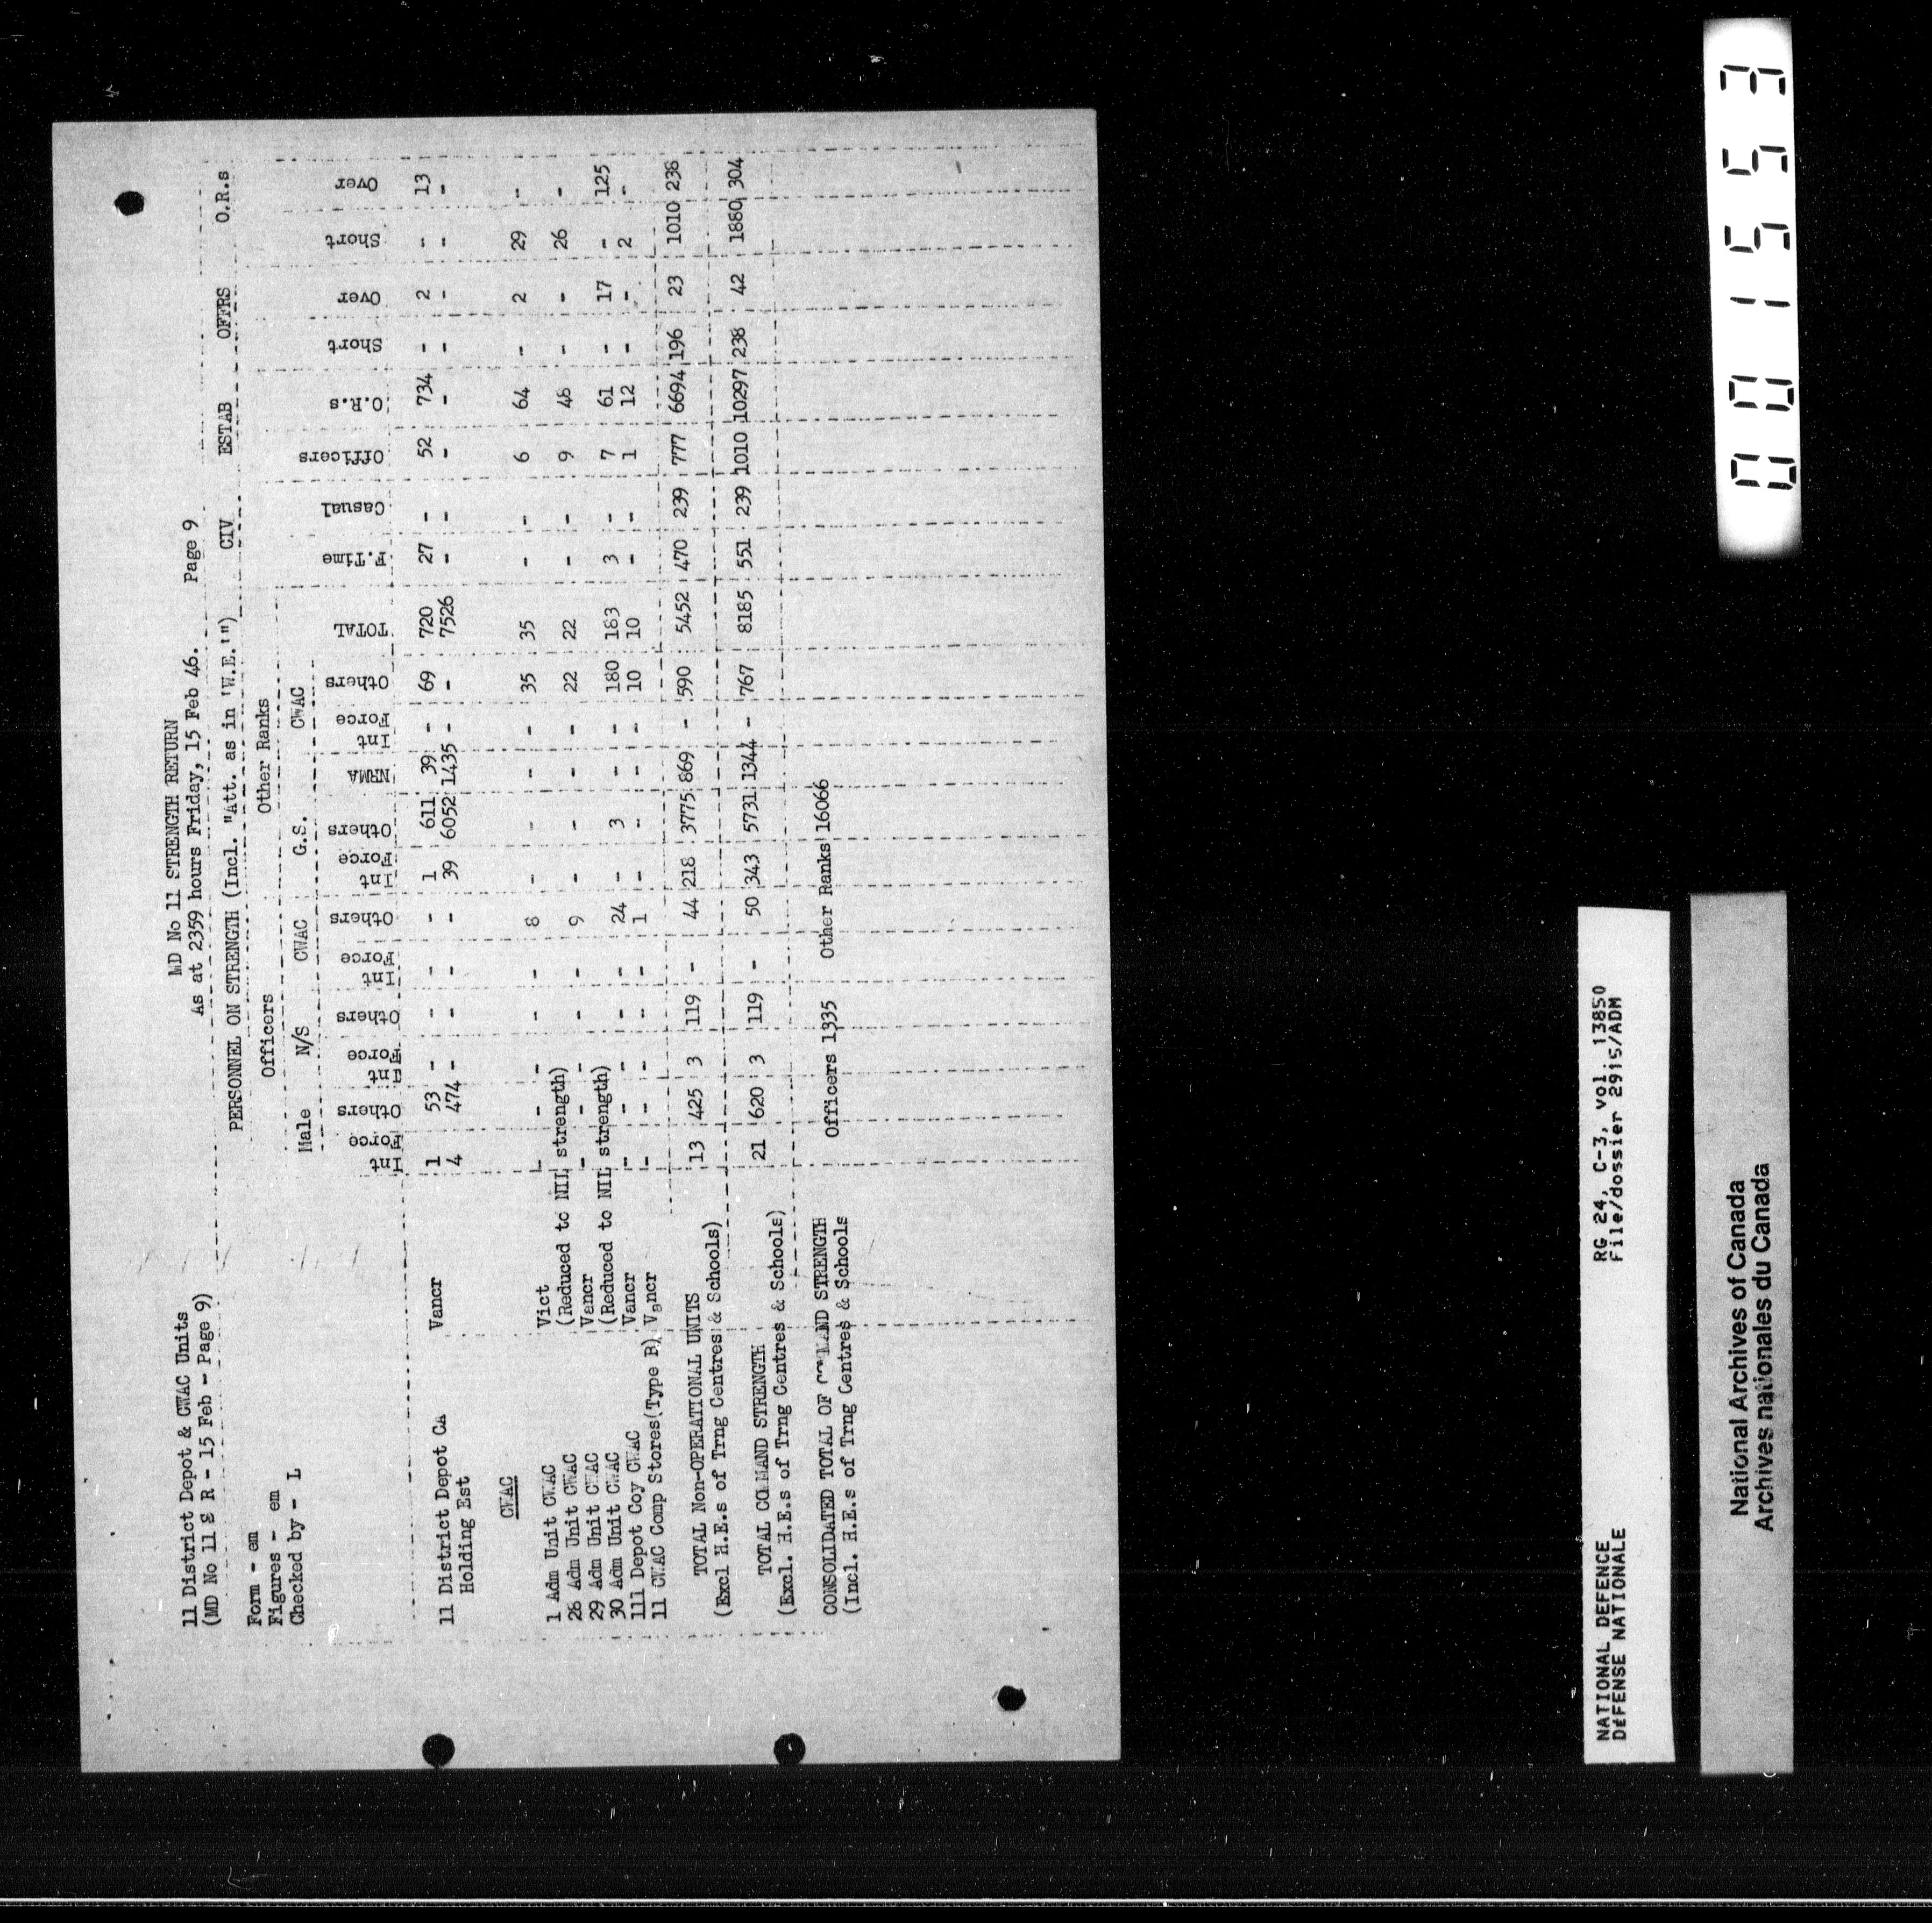 11 District Depot & CWAC Units
(MD No 11 S R - 15 Feb - Page 9)
Form - em
Figures - em
Checked by - L
MD No 11 STRENGTH RETURN
As at 2359 hours Friday, 15 Feb 46. Page 9
PERSONNEL ON STRENGTH (Incl. "Att. as in 'W.E.'") CIV ESTAB OFFRS O.R.s
Officers Other Ranks
Male N/S CWAC G.S. CWAC
Int Force Others Int Force Others Int Force Others Int Force Others NRMA Int Force Others TOTAL F.Time Casual Officers O.R.s Short Over Short Over
11 District Depot CA Vancr 1 53 - - - - 1 611 39 - 69 720 27 - 52 734 - 2 - 13
Holding Est 4 474 - - - - 39 6052 1435 - - 7526 - - - - - - - -
CWAC
1 Adm Unit CWAC Vict - - - - - 8 - - - - 35 35 - - 6 64 - 2 29 -
26 Adm Unit CWAC (Reduced to NIL strength)
29 Adm Unit CWAC Vancr - - - - - 9 - - - - 22 22 - - 9 48 - - 26 -
30 Adm Unit CWAC (Reduced to NIL strength)
111 Depot Coy CWAC Vancr - - - - - 24 - 3 - - 180 183 3 - 7 61 - 17 - 125
11 CWAC Comp Stores(Type B) Vancr - - - - - 1 - - - - 10 10 - - 1 12 - - 2 -
TOTAL Non-OPERATIONAL UNITS 13 425 3 119 - 44 218 3775 869 - 590 5452 470 239 777 6694 196 23 1010 238
(Excl H.E.s of Trng Centres & Schools)
TOTAL COMMAND STRENGTH 21 620 3 119 - 50 343 5731 1344 - 767 8185 551 239 1010 10297 238 42 1880 304
(Excl. H.E.s of Trng Centres & Schools)
CONSOLIDATED TOTAL OF COMMAND STRENGTH Officers 1335 Other Ranks 16066
(Incl. H.E.s of Trng Centres & Schools
NATIONAL DEFENCE RG 24, C-3, vol. 13850
DÉFENSE NATIONALE File/dossier 2915/ADM
National Archives of Canada
Archives nationales du Canada
001553